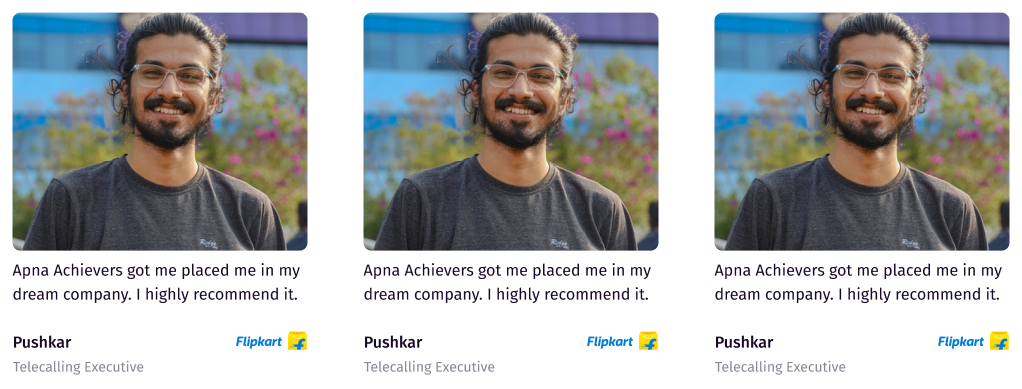 Apna Achievers got me placed me in my
dream company. I highly recommend it.
Pushkar
Flipkart
Telecalling Executive
Apna Achievers got me placed me in my
dream company. I highly recommend it.
Pushkar
Flipkart
Telecalling Executive
Apna Achievers got me placed me in my
dream company. I highly recommend it.
Pushkar
Flipkart
Telecalling Executive